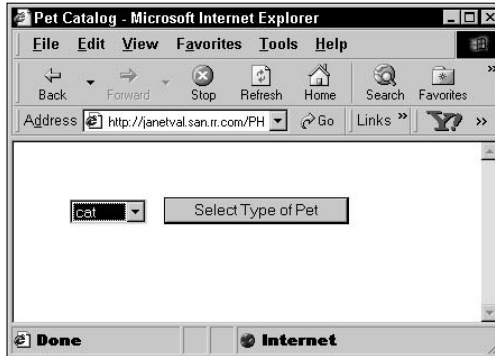 Pet Catalog - Microsoft Internet Explorer
File Edit View Favorites Tools Help
Back Forward Stop Refresh Home Search Favorites »
Address http://janetval.san.rr.com/PH Go Links » Y! »
cat Select Type of Pet
Done Internet